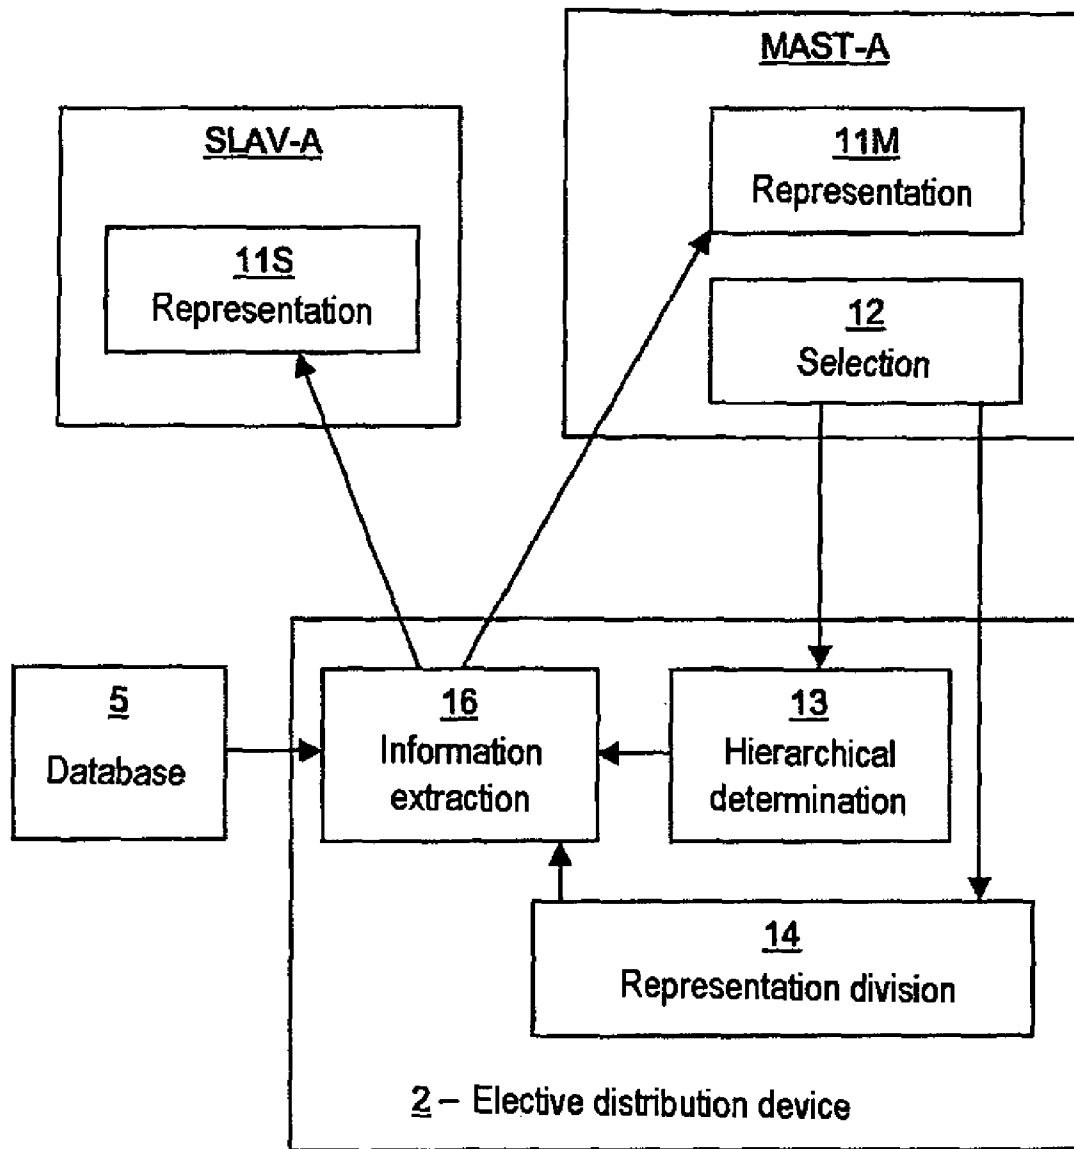 MAST-A
11M
Representation
12
Selection
SLAV-A
11S
Representation
5
Database
16
Information
extraction
13
Hierarchical
determination
14
Representation division
2 – Elective distribution device